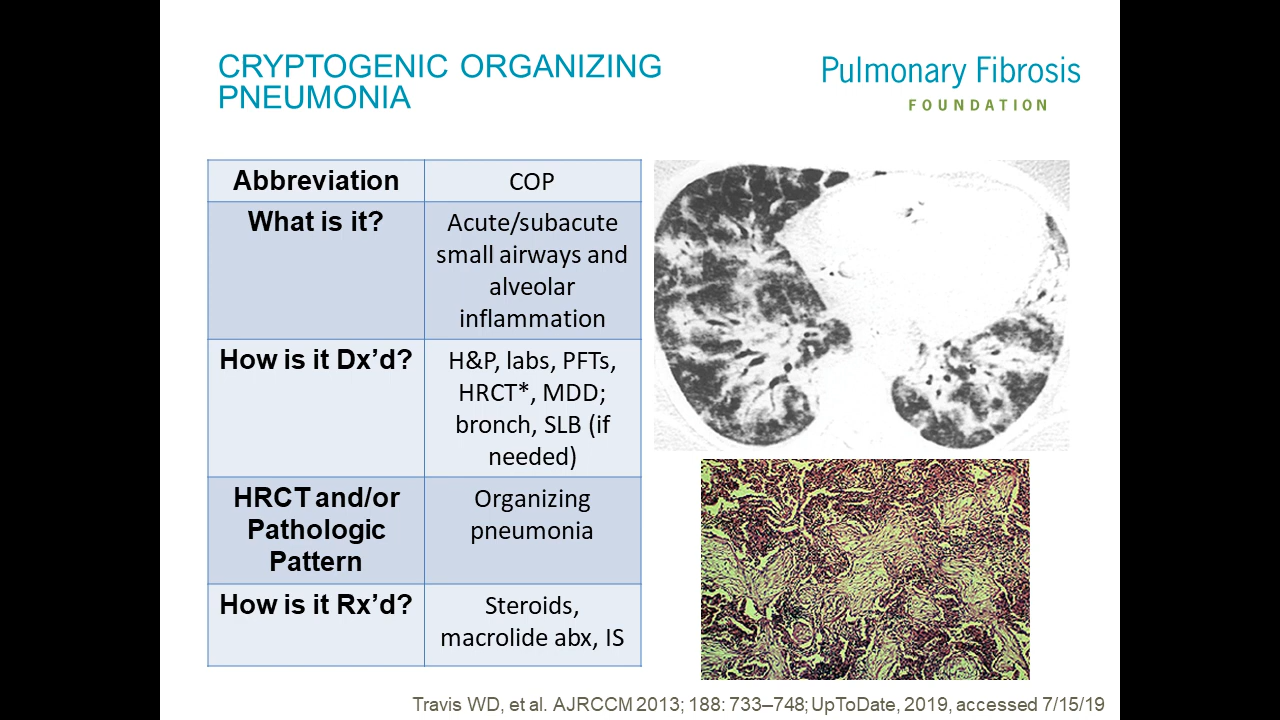 CRYPTOGENIC ORGANIZING
PNEUMONIA
Pulmonary Fibrosis
FOUNDATION
Abbreviation
COP
What is it?
Acute/subacute
small airways and
alveolar
inflammation
How is it Dx’d?
H&P, labs, PFTs,
HRCT*, MDD;
bronch, SLB (if
needed)
HRCT and/or
Pathologic
Pattern
Organizing
pneumonia
How is it Rx’d?
Steroids,
macrolide abx, IS
Travis WD, et al. AJRCCM 2013; 188: 733–748; UpToDate, 2019, accessed 7/15/19